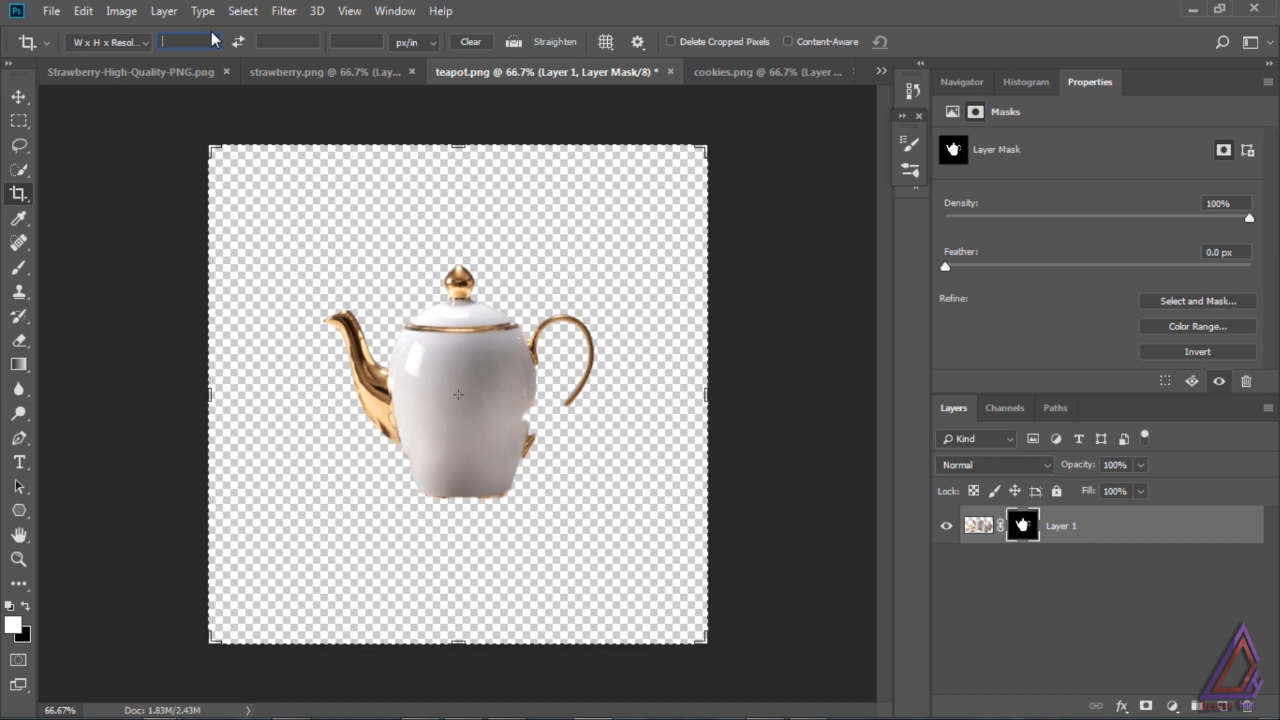 Ps File Edit Image Layer Type Select Filter 3D View Window Help
W x H x Resol... px/in Clear Straighten Delete Cropped Pixels Content-Aware
Strawberry-High-Quality-PNG.png × strawberry.png @ 66.7% (Lay... × teapot.png @ 66.7% (Layer 1, Layer Mask/8) * × cookies.png @ 66.7% (Layer ...
Navigator Histogram Properties
Masks
Layer Mask
Density: 100%
Feather: 0.0 px
Refine: Select and Mask...
Color Range...
Invert
Layers Channels Paths
Kind
Normal Opacity: 100%
Lock: Fill: 100%
Layer 1
66.67% Doc: 1.83M/2.43M